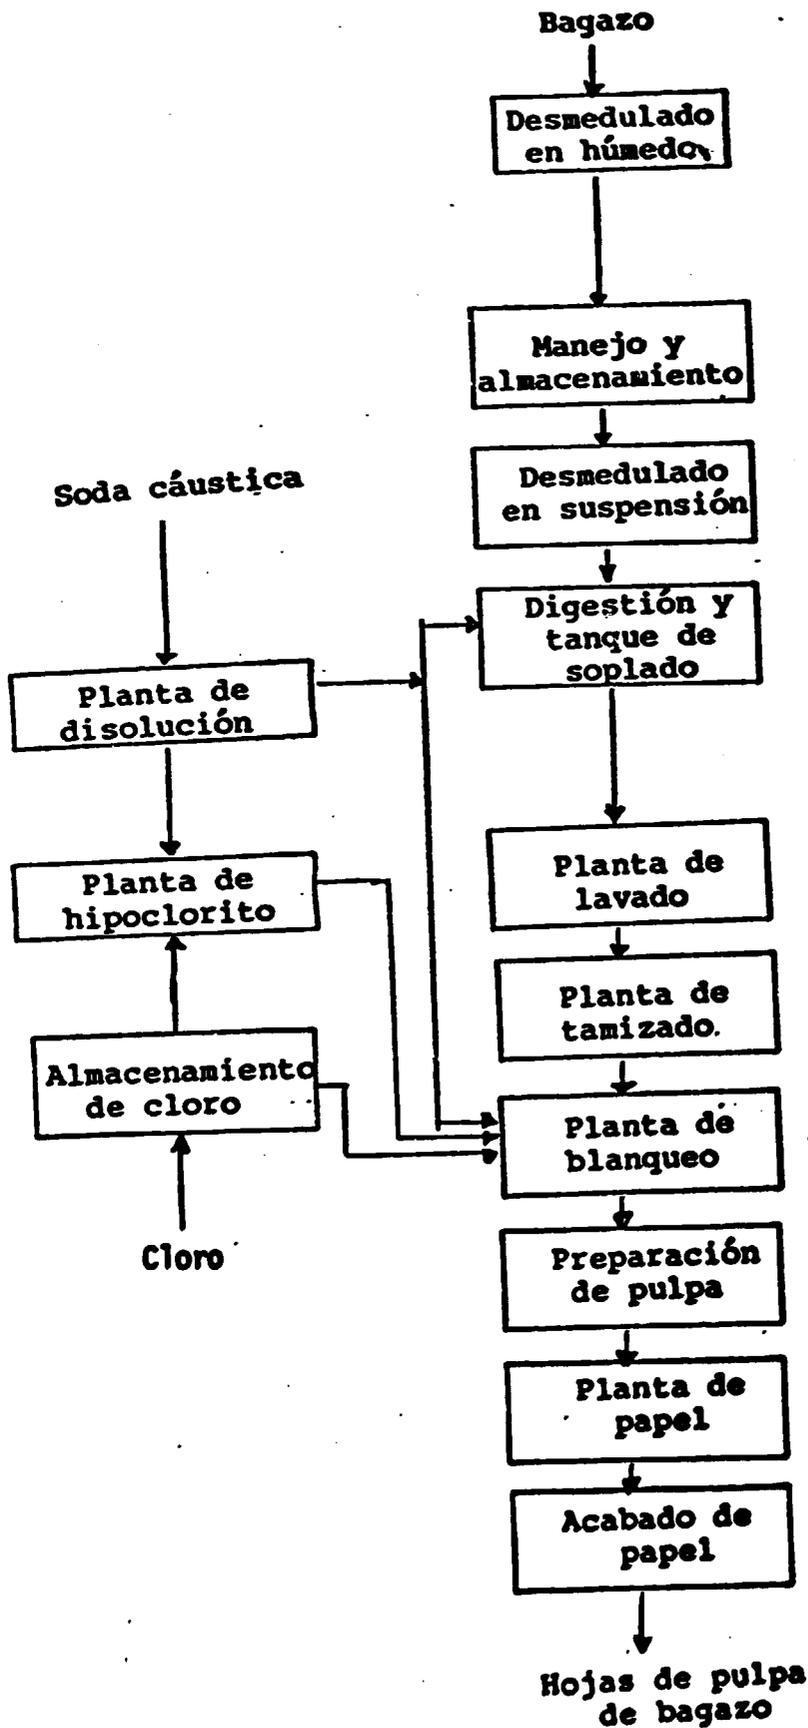 Bagazo
Desmedulado
en húmedo
Manejo y
almacenamiento
Desmedulado
en suspensión
Digestión y
tanque de
soplado
Planta de
lavado
Planta de
tamizado.
Planta de
blanqueo
Preparación
de pulpa
Planta de
papel
Acabado de
papel
Hojas de pulpa
de bagazo
Soda cáustica
Planta de
disolución
Planta de
hipoclorito
Almacenamiento
de cloro
Cloro